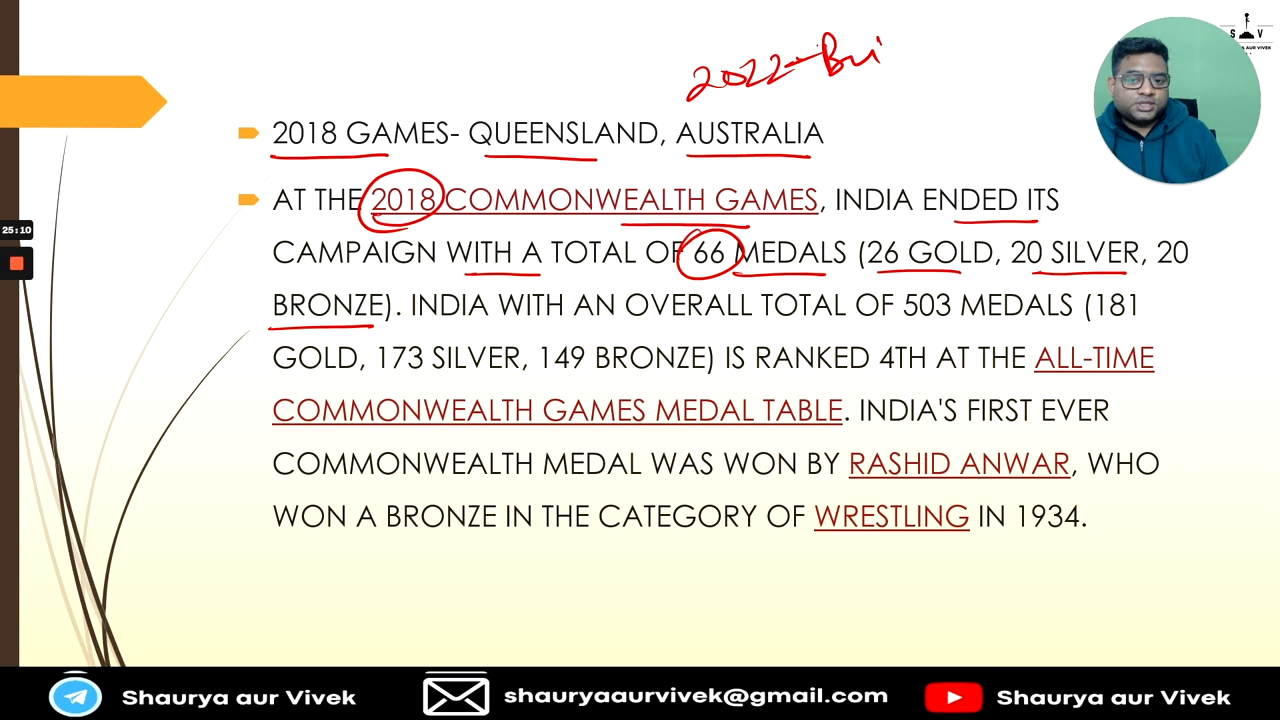 S V
2022-Bri
2018 GAMES- QUEENSLAND, AUSTRALIA
AT THE 2018 COMMONWEALTH GAMES, INDIA ENDED ITS
CAMPAIGN WITH A TOTAL OF 66 MEDALS (26 GOLD, 20 SILVER, 20
BRONZE). INDIA WITH AN OVERALL TOTAL OF 503 MEDALS (181
GOLD, 173 SILVER, 149 BRONZE) IS RANKED 4TH AT THE ALL-TIME
COMMONWEALTH GAMES MEDAL TABLE. INDIA'S FIRST EVER
COMMONWEALTH MEDAL WAS WON BY RASHID ANWAR, WHO
WON A BRONZE IN THE CATEGORY OF WRESTLING IN 1934.
25:10
Shaurya aur Vivek shauryaaurvivek@gmail.com Shaurya aur Vivek